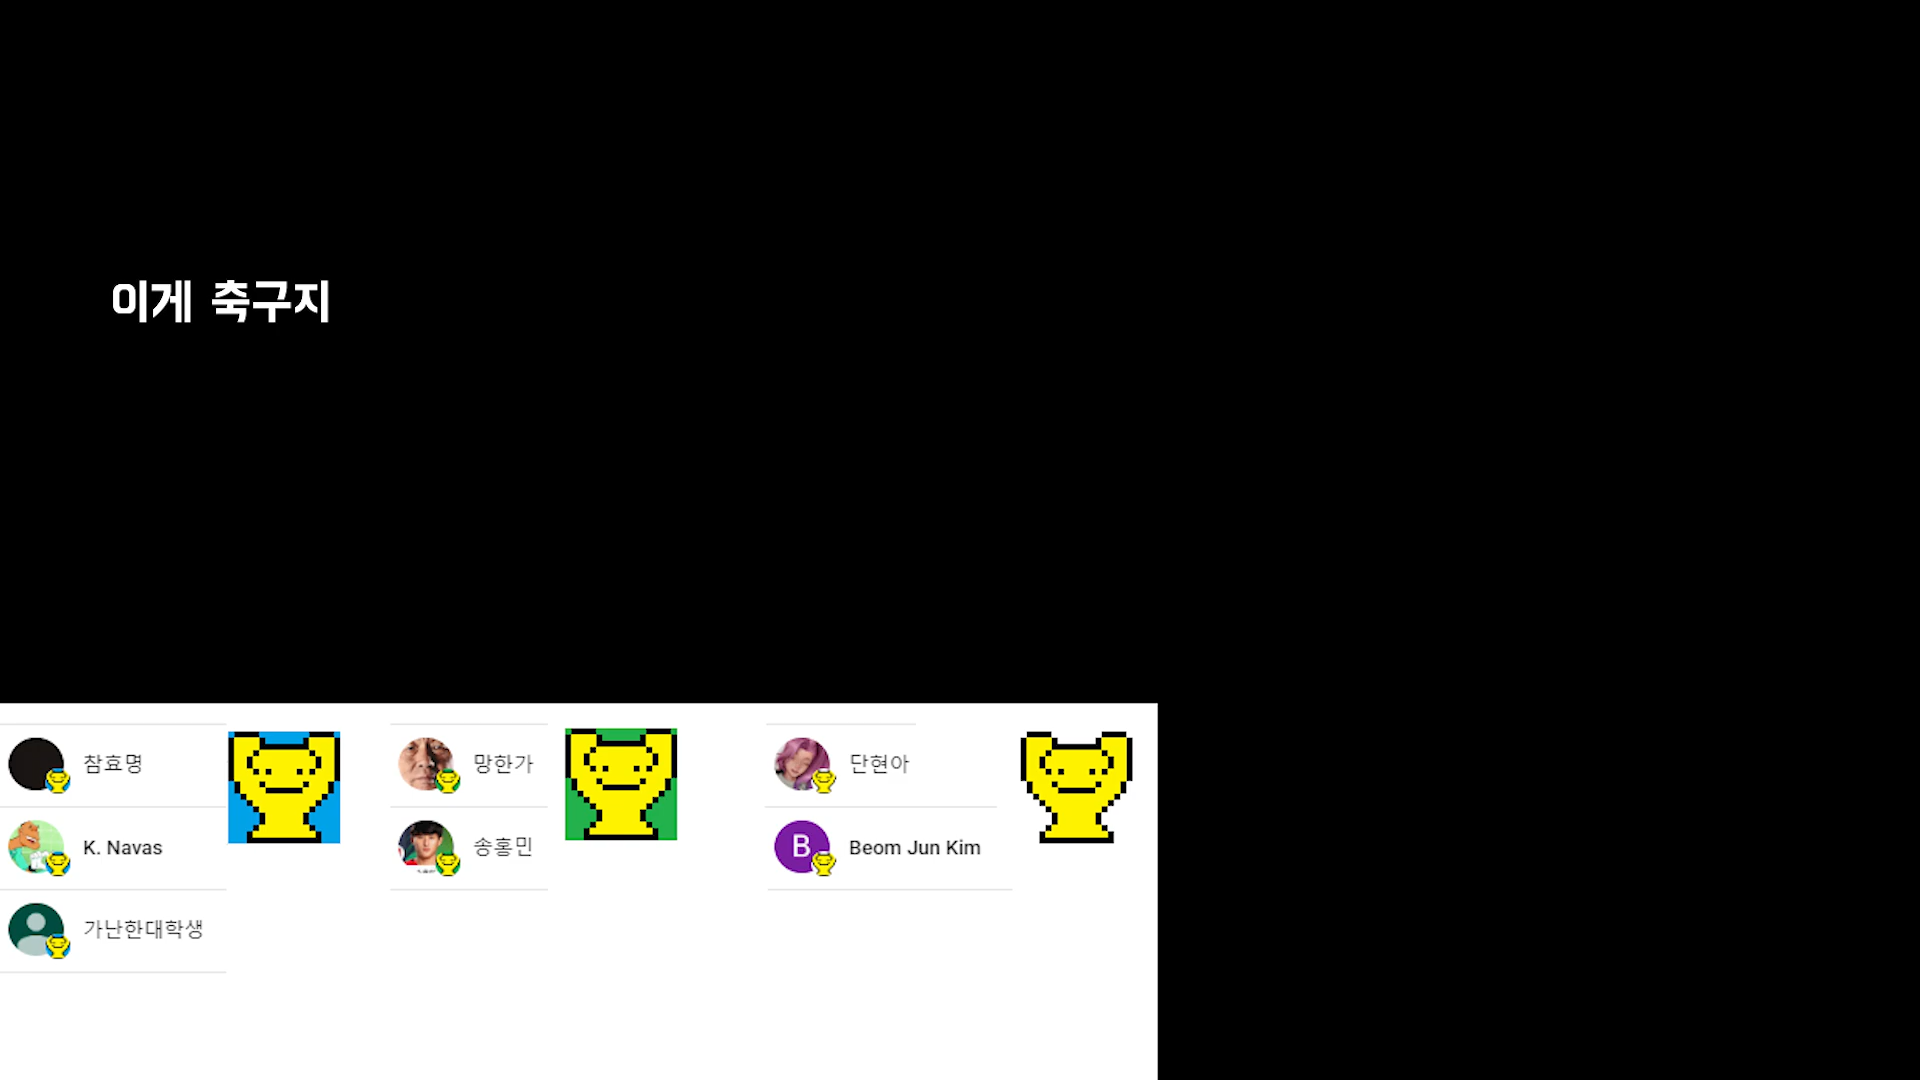 이게 축구지
참효명
K. Navas
가난한대학생
망한가
송홍민
단현아
B
Beom Jun Kim